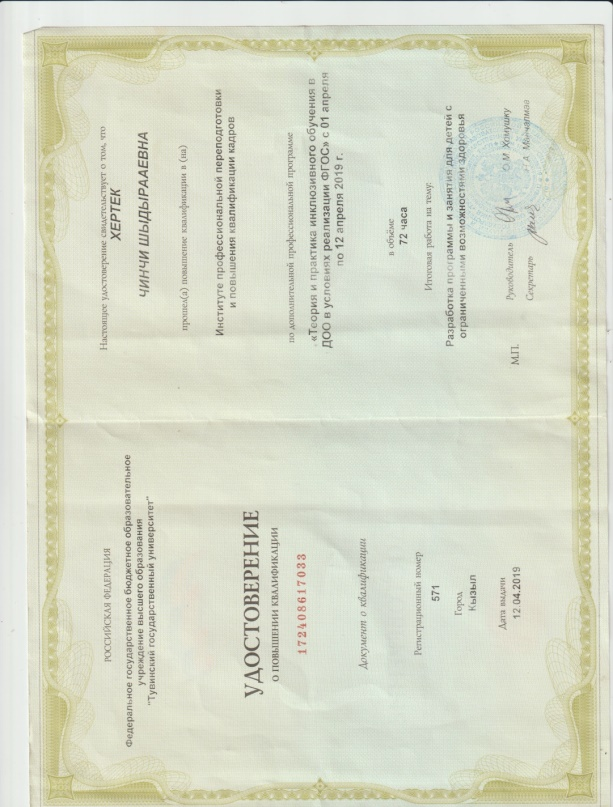 РОССИЙСКАЯ ФЕДЕРАЦИЯ
Федеральное государственное бюджетное образовательное
учреждение высшего образования
"Тувинский государственный университет"
УДОСТОВЕРЕНИЕ
О ПОВЫШЕНИИ КВАЛИФИКАЦИИ
172408617033
Документ о квалификации
Регистрационный номер
571
Город
Кызыл
Дата выдачи
12.04.2019
Настоящее удостоверение свидетельствует о том, что
ХЕРТЕК
ЧИНЧИ ШЫДЫРААЕВНА
прошел(а) повышение квалификации в (на)
Институте профессиональной переподготовки
и повышения квалификации кадров
по дополнительной профессиональной программе
«Теория и практика инклюзивного обучения в
ДОО в условиях реализации ФГОС» с 01 апреля
по 12 апреля 2019 г.
в объёме
72 часа
Итоговая работа на тему:
Разработка программы и занятия для детей с
ограниченными возможностями здоровья
М.П.
Руководитель О.М. Хомушку
Секретарь А. Мончалмаа